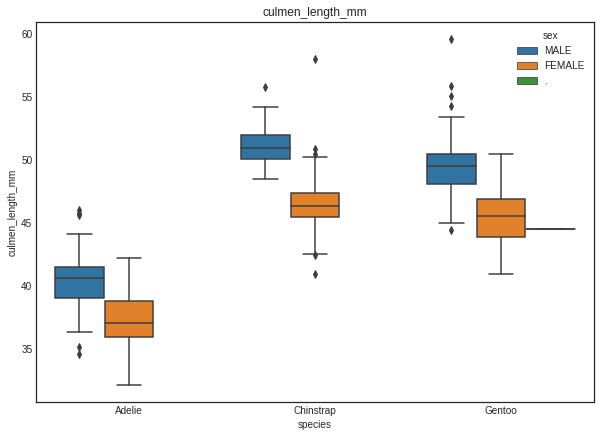 culmen_length_mm
sex
MALE
FEMALE
.
60
55
50
45
40
35
culmen_length_mm
Adelie
Chinstrap
Gentoo
species